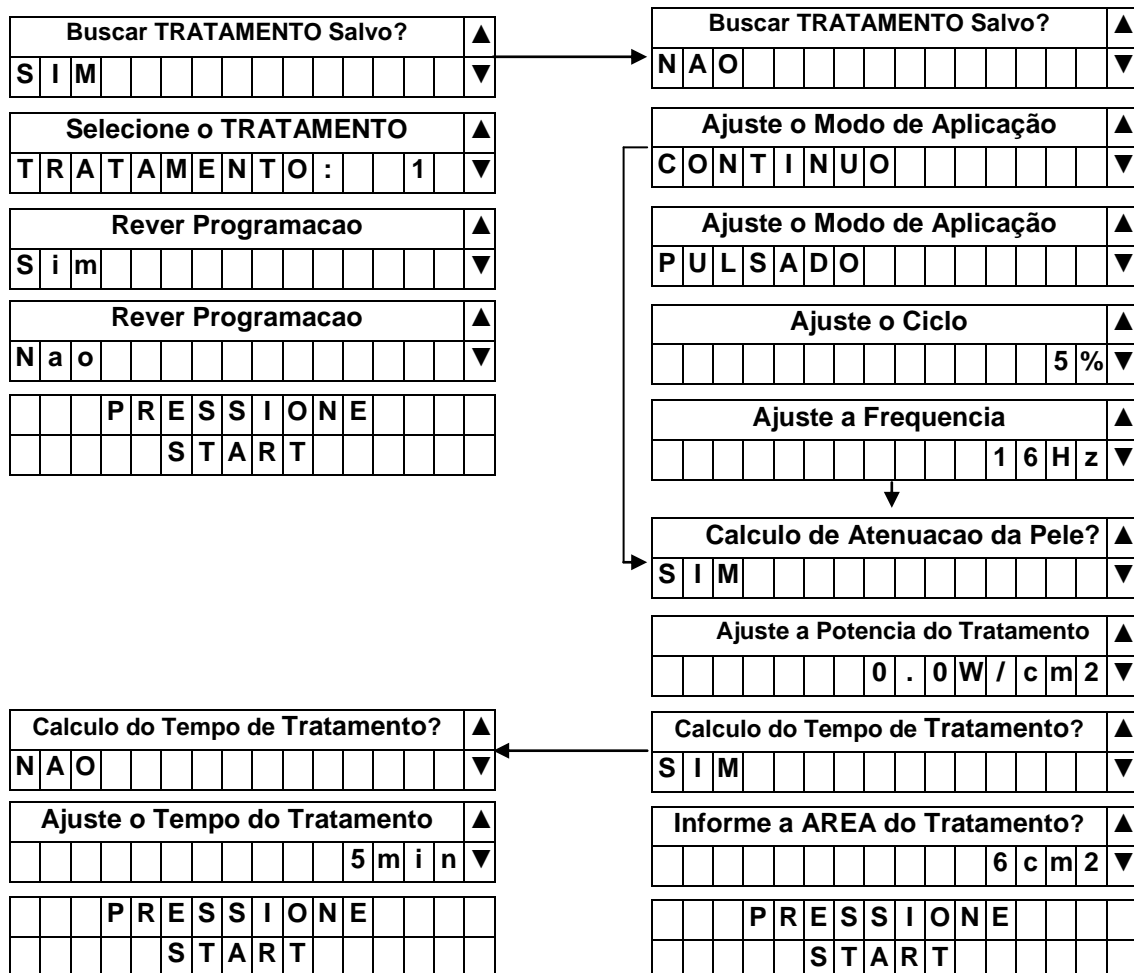 Buscar TRATAMENTO Salvo? ▲
SIM ▼
Selecione o TRATAMENTO ▲
TRATAMENTO: 1 ▼
Rever Programacao ▲
Sim ▼
Rever Programacao ▲
Nao ▼
PRESSIONE
START
Buscar TRATAMENTO Salvo? ▲
NAO ▼
Ajuste o Modo de Aplicação ▲
CONTINUO ▼
Ajuste o Modo de Aplicação ▲
PULSADO ▼
Ajuste o Ciclo ▲
5% ▼
Ajuste a Frequencia ▲
16Hz ▼
Calculo de Atenuacao da Pele? ▲
SIM ▼
Ajuste a Potencia do Tratamento ▲
0.0W/cm2 ▼
Calculo do Tempo de Tratamento? ▲
SIM ▼
Informe a AREA do Tratamento? ▲
6cm2 ▼
PRESSIONE
START
Calculo do Tempo de Tratamento? ▲
NAO ▼
Ajuste o Tempo do Tratamento ▲
5min ▼
PRESSIONE
START